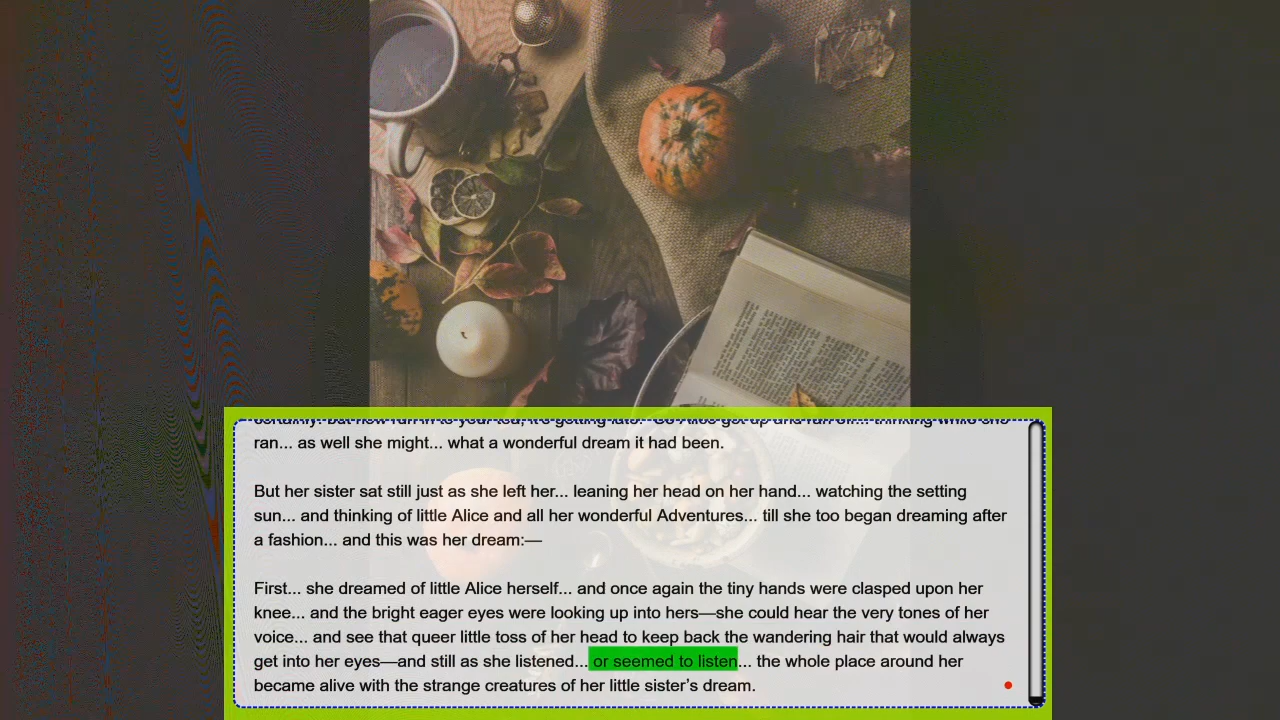 ran... as well she might... what a wonderful dream it had been.
But her sister sat still just as she left her... leaning her head on her hand... watching the setting
sun... and thinking of little Alice and all her wonderful Adventures... till she too began dreaming after
a fashion... and this was her dream:—
First... she dreamed of little Alice herself... and once again the tiny hands were clasped upon her
knee... and the bright eager eyes were looking up into hers—she could hear the very tones of her
voice... and see that queer little toss of her head to keep back the wandering hair that would always
get into her eyes—and still as she listened... or seemed to listen... the whole place around her
became alive with the strange creatures of her little sister’s dream.